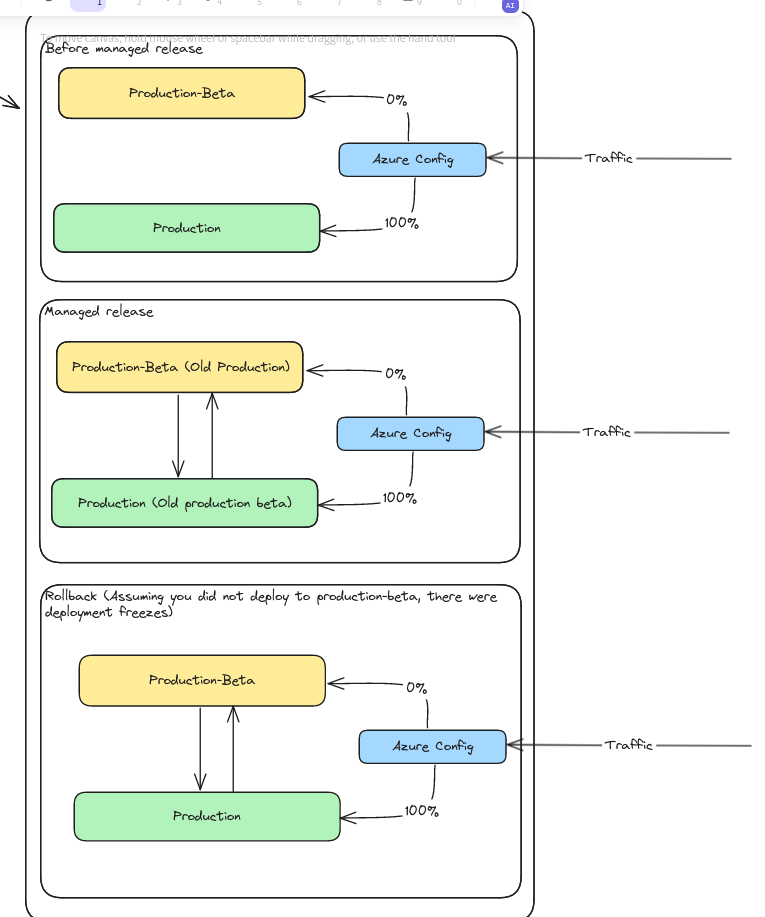 1 2 3 4 5 6 7 8 9 0
AI
To move canvas, hold mouse wheel or spacebar while dragging, or use the hand tool
Before managed release
Production-Beta
0%
Azure Config
Traffic
Production
100%
Managed release
Production-Beta (Old Production)
0%
Azure Config
Traffic
100%
Production (Old production beta)
Rollback (Assuming you did not deploy to production-beta, there were
deployment freezes)
Production-Beta
0%
Azure Config
Traffic
100%
Production